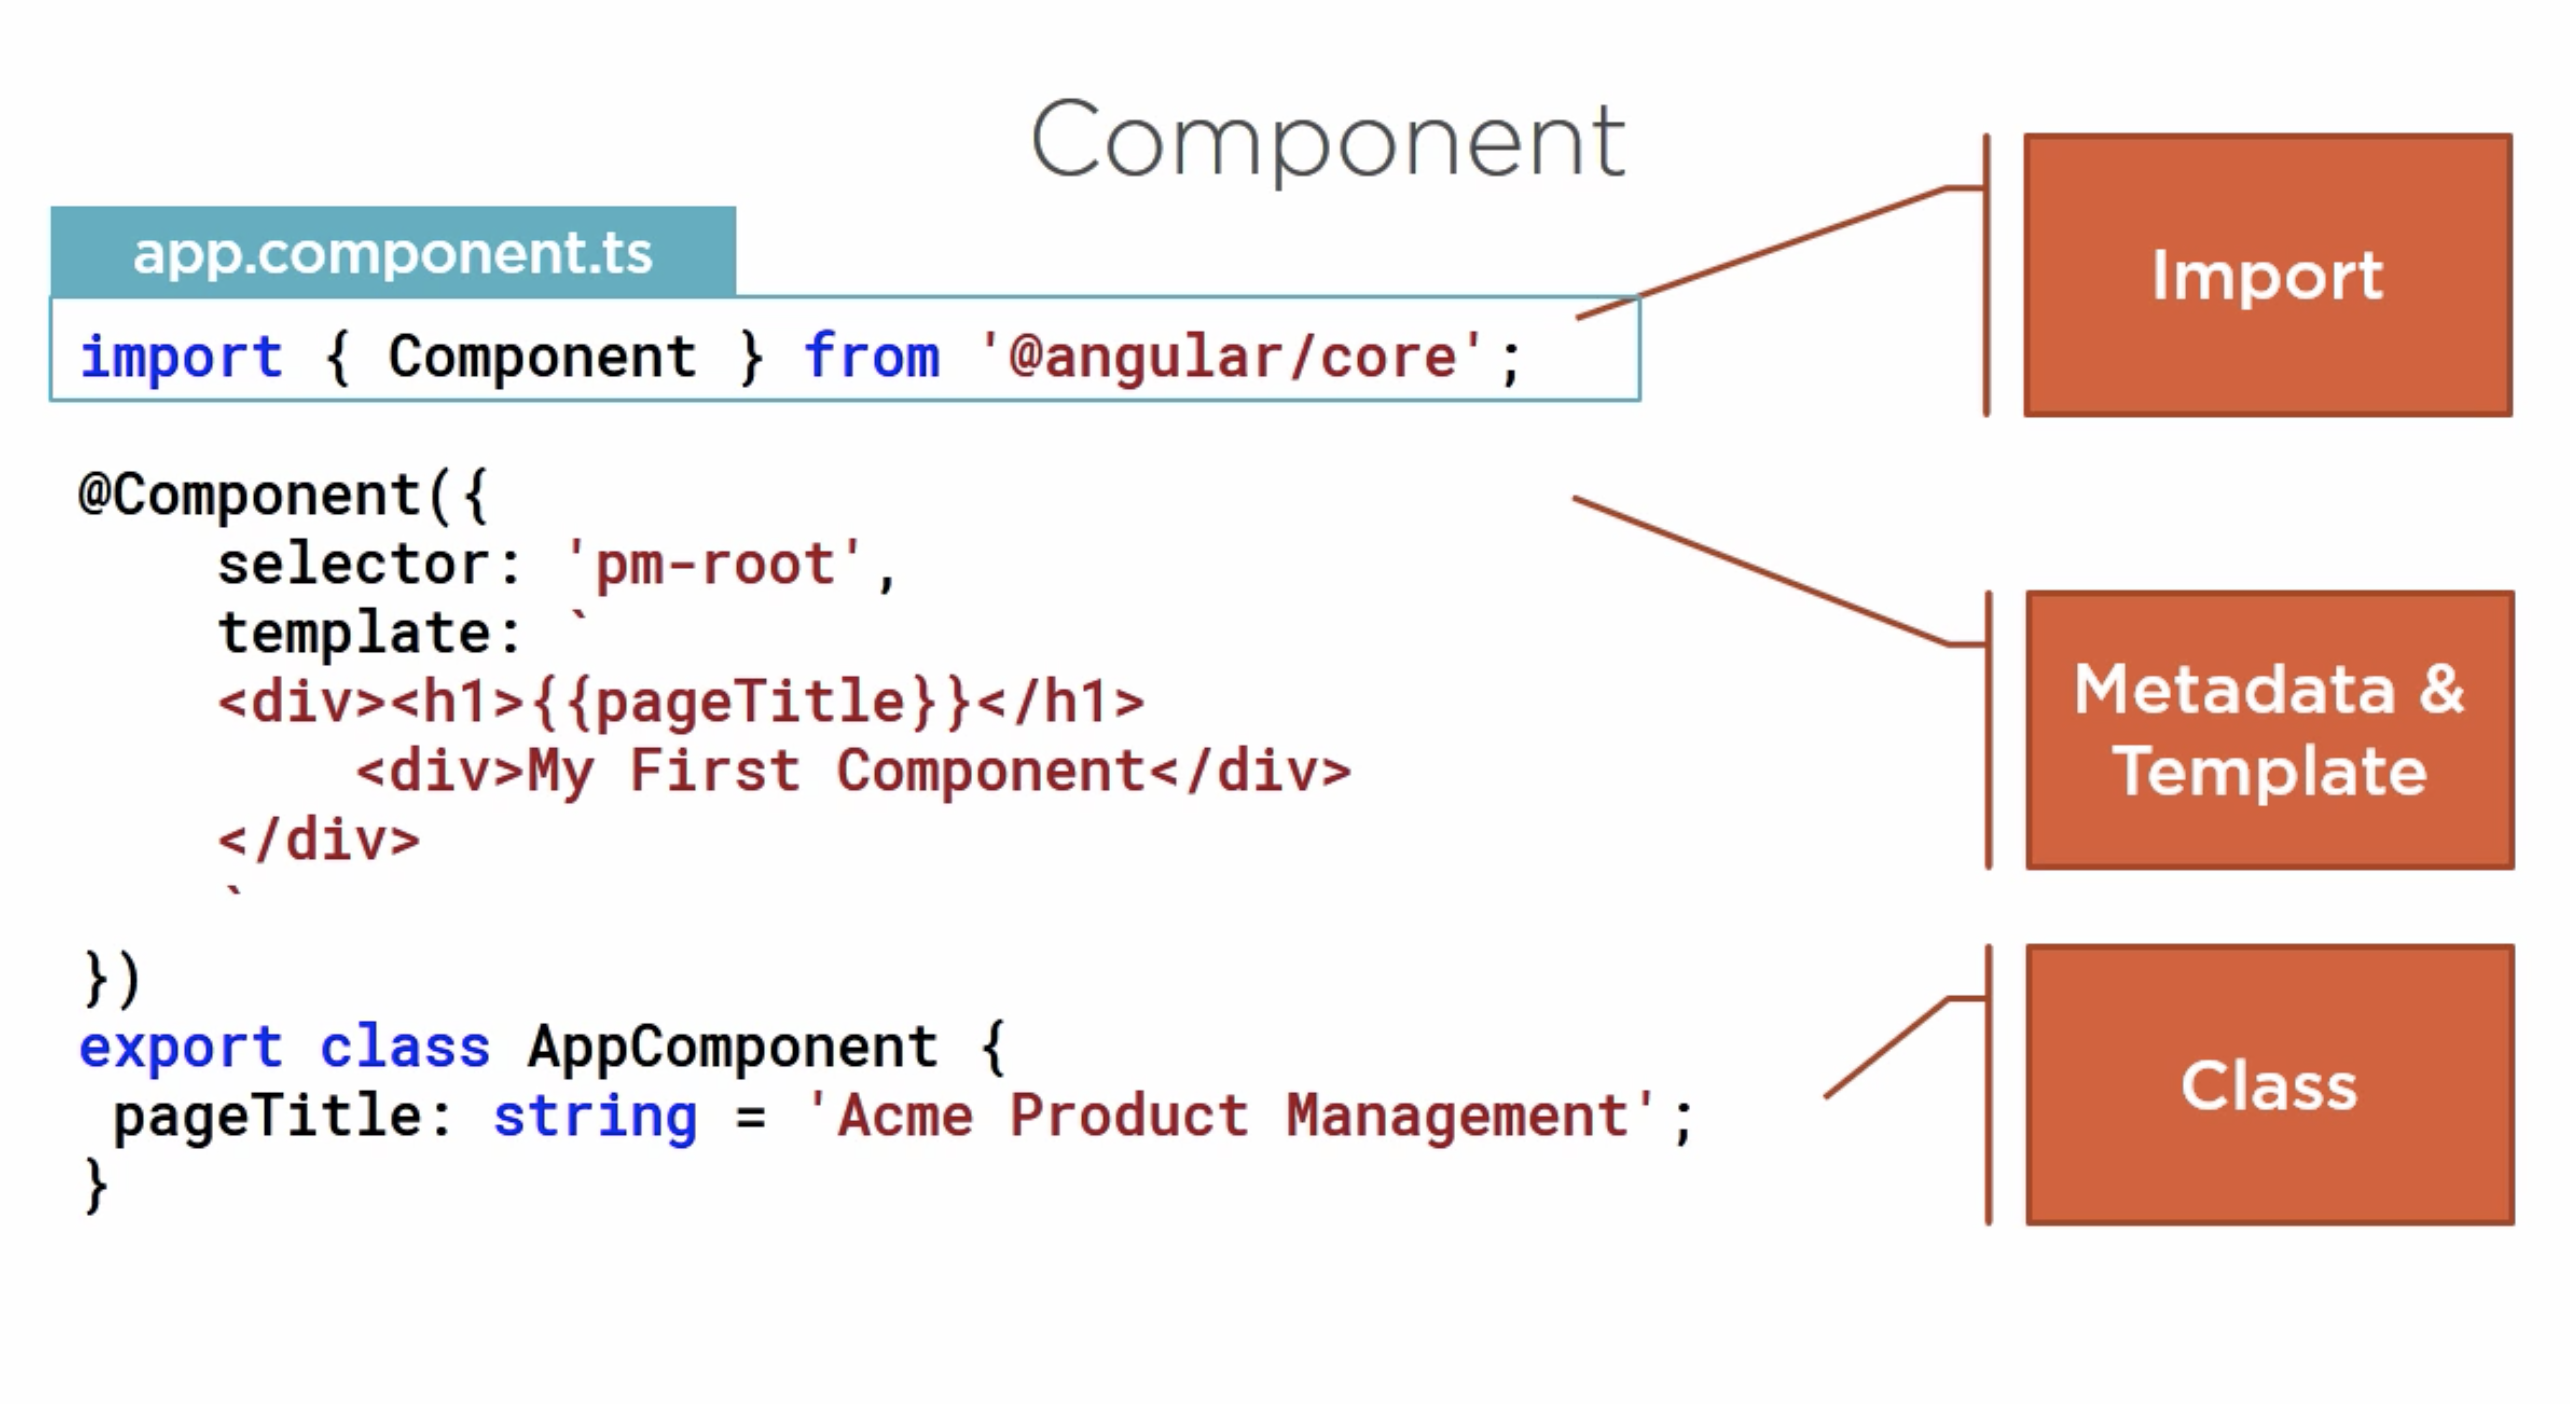 Component
app.component.ts
import { Component } from '@angular/core';
@Component({
    selector: 'pm-root',
    template: `
    <div><h1>{{pageTitle}}</h1>
        <div>My First Component</div>
    </div>
    `
})
export class AppComponent {
 pageTitle: string = 'Acme Product Management';
}
Import
Metadata &
Template
Class